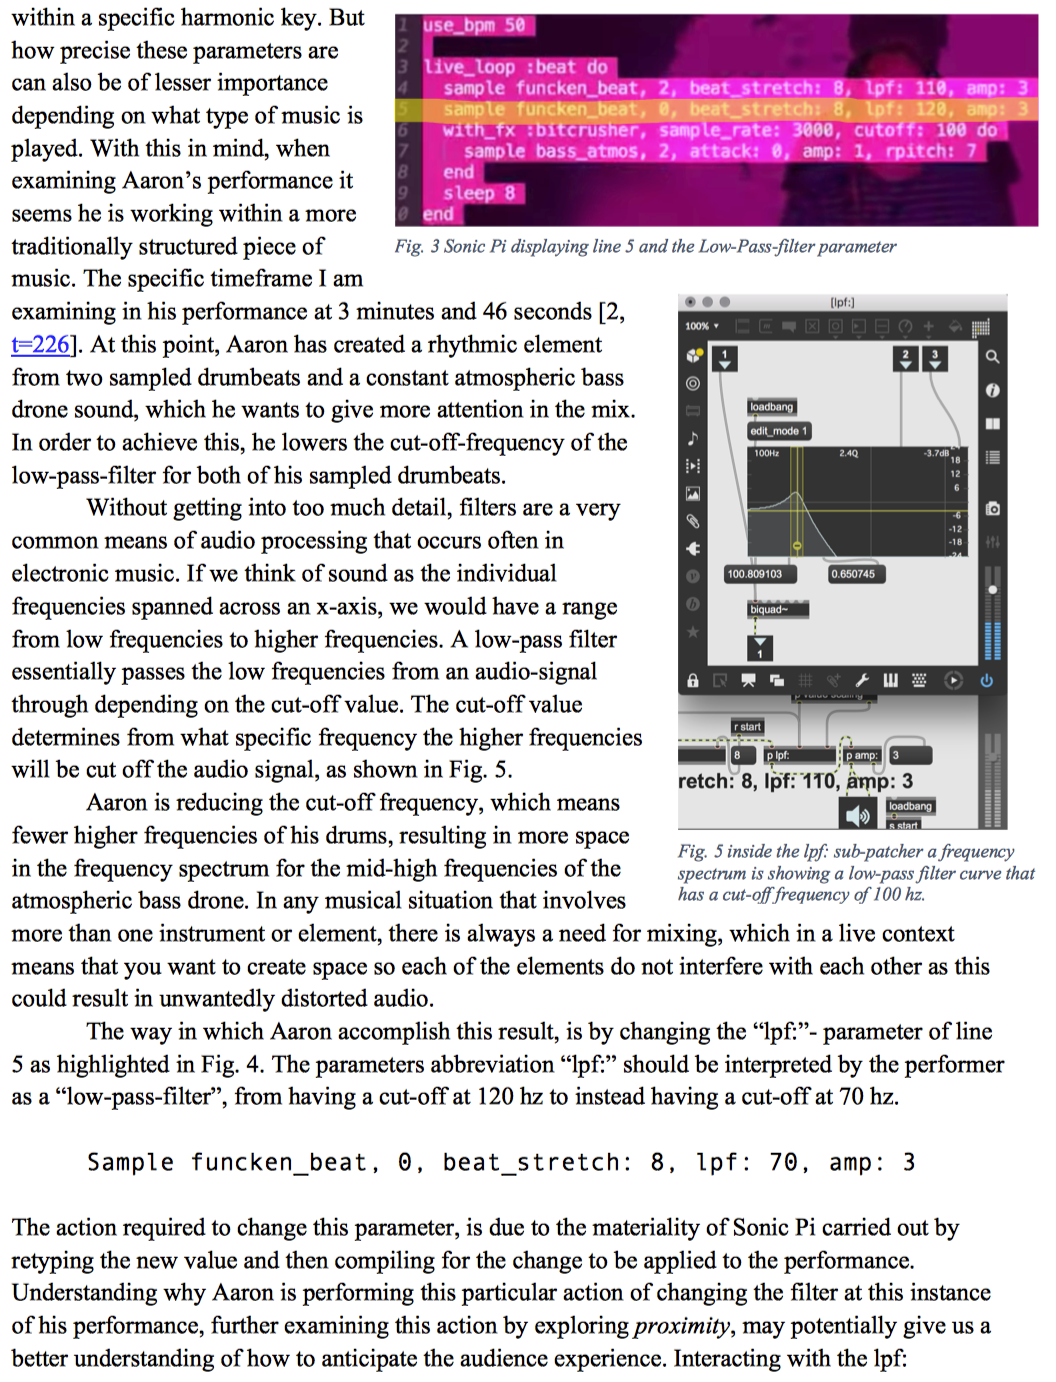 within a specific harmonic key. But
how precise these parameters are
can also be of lesser importance
depending on what type of music is
played. With this in mind, when
examining Aaron's performance it
seems he is working within a more
traditionally structured piece of
music. The specific timeframe I am
1 use_bpm 50
2
3 live_loop :beat do
4 sample funcken_beat, 2, beat_stretch: 8, lpf: 110, amp: 3
5 sample funcken_beat, 0, beat_stretch: 8, lpf: 120, amp: 3
6 with_fx :bitcrusher, sample_rate: 3000, cutoff: 100 do
7 sample bass_atmos, 2, attack: 0, amp: 1, rpitch: 7
8 end
9 sleep 8
0 end
Fig. 3 Sonic Pi displaying line 5 and the Low-Pass-filter parameter
examining in his performance at 3 minutes and 46 seconds [2,
t=226]. At this point, Aaron has created a rhythmic element
from two sampled drumbeats and a constant atmospheric bass
drone sound, which he wants to give more attention in the mix.
In order to achieve this, he lowers the cut-off-frequency of the
low-pass-filter for both of his sampled drumbeats.
Without getting into too much detail, filters are a very
common means of audio processing that occurs often in
electronic music. If we think of sound as the individual
frequencies spanned across an x-axis, we would have a range
from low frequencies to higher frequencies. A low-pass filter
essentially passes the low frequencies from an audio-signal
through depending on the cut-off value. The cut-off value
determines from what specific frequency the higher frequencies
will be cut off the audio signal, as shown in Fig. 5.
Aaron is reducing the cut-off frequency, which means
fewer higher frequencies of his drums, resulting in more space
in the frequency spectrum for the mid-high frequencies of the
atmospheric bass drone. In any musical situation that involves
[lpf:]
100%
1
2 3
loadbang
edit_mode 1
100Hz 2.4Q -3.7dB
18
12
6
-6
-12
-18
-24
100.809103 0.650745
biquad~
1
r start
8 p lpf: p amp: 3
retch: 8, lpf: 110, amp: 3
loadbang
s start
Fig. 5 inside the lpf: sub-patcher a frequency
spectrum is showing a low-pass filter curve that
has a cut-off frequency of 100 hz.
more than one instrument or element, there is always a need for mixing, which in a live context
means that you want to create space so each of the elements do not interfere with each other as this
could result in unwantedly distorted audio.
The way in which Aaron accomplish this result, is by changing the “lpf:”- parameter of line
5 as highlighted in Fig. 4. The parameters abbreviation “lpf:” should be interpreted by the performer
as a “low-pass-filter”, from having a cut-off at 120 hz to instead having a cut-off at 70 hz.
Sample funcken_beat, 0, beat_stretch: 8, lpf: 70, amp: 3
The action required to change this parameter, is due to the materiality of Sonic Pi carried out by
retyping the new value and then compiling for the change to be applied to the performance.
Understanding why Aaron is performing this particular action of changing the filter at this instance
of his performance, further examining this action by exploring proximity, may potentially give us a
better understanding of how to anticipate the audience experience. Interacting with the lpf: